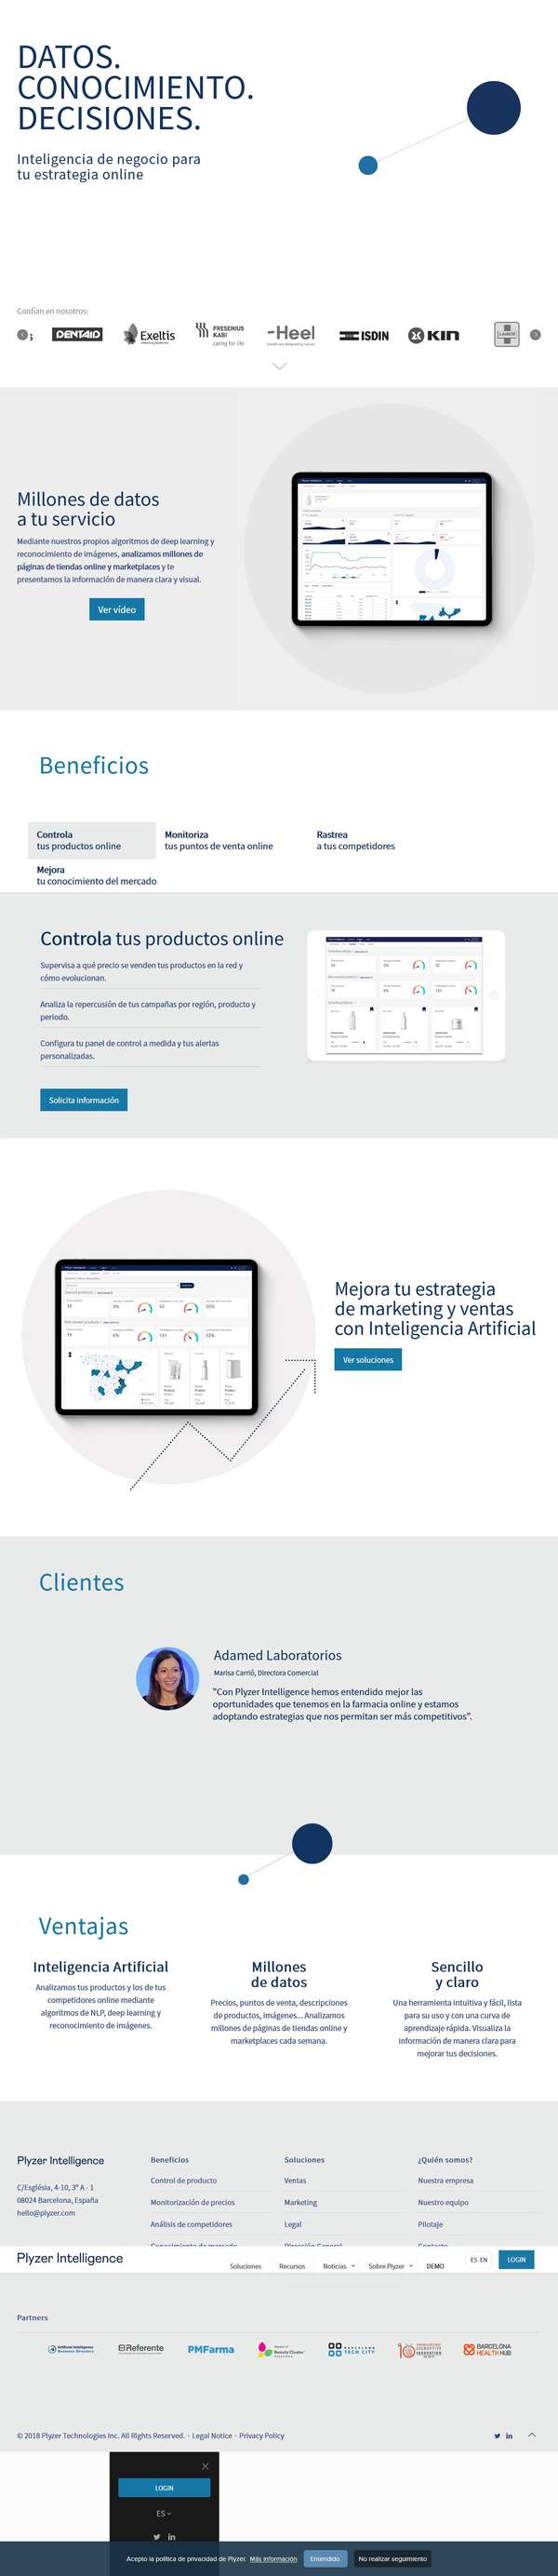 DATOS.
CONOCIMIENTO.
DECISIONES.
Inteligencia de negocio para
tu estrategia online
Confían en nosotros:
DENTAID
Exeltis
FRESENIUS
KABI
caring for life
-Heel
ISDIN
KIN
Millones de datos
a tu servicio
Mediante nuestros propios algoritmos de deep learning y
reconocimiento de imágenes, analizamos millones de
páginas de tiendas online y marketplaces y te
presentamos la información de manera clara y visual.
Ver vídeo
Beneficios
Controla
tus productos online
Monitoriza
tus puntos de venta online
Rastrea
a tus competidores
Mejora
tu conocimiento del mercado
Controla tus productos online
Supervisa a qué precio se venden tus productos en la red y
cómo evolucionan.
Analiza la repercusión de tus campañas por región, producto y
periodo.
Configura tu panel de control a medida y tus alertas
personalizadas.
Solicita información
Mejora tu estrategia
de marketing y ventas
con Inteligencia Artificial
Ver soluciones
Clientes
Adamed Laboratorios
Marisa Carrió, Directora Comercial
"Con Plyzer Intelligence hemos entendido mejor las
oportunidades que tenemos en la farmacia online y estamos
adoptando estrategias que nos permitan ser más competitivos".
Ventajas
Inteligencia Artificial
Analizamos tus productos y los de tus
competidores online mediante
algoritmos de NLP, deep learning y
reconocimiento de imágenes.
Millones
de datos
Precios, puntos de venta, descripciones
de productos, imágenes... Analizamos
millones de páginas de tiendas online y
marketplaces cada semana.
Sencillo
y claro
Una herramienta intuitiva y fácil, lista
para su uso y con una curva de
aprendizaje rápida. Visualiza la
información de manera clara para
mejorar tus decisiones.
Plyzer Intelligence
C/Església, 4-10, 3º A - 1
08024 Barcelona, España
hello@plyzer.com
Beneficios
Control de producto
Monitorización de precios
Análisis de competidores
Soluciones
Ventas
Marketing
Legal
¿Quién somos?
Nuestra empresa
Nuestro equipo
Pilotaje
Plyzer Intelligence
Soluciones
Recursos
Noticias
Sobre Plyzer
DEMO
ES EN
LOGIN
Partners
El Referente
PMFarma
Beauty Cluster
BARCELONA
TECH CITY
BARCELONA
HEALTH HUB
© 2018 Plyzer Technologies Inc. All Rights Reserved. - Legal Notice - Privacy Policy
LOGIN
ES
Acepto la política de privacidad de Plyzer. Más información
Entendido
No realizar seguimiento